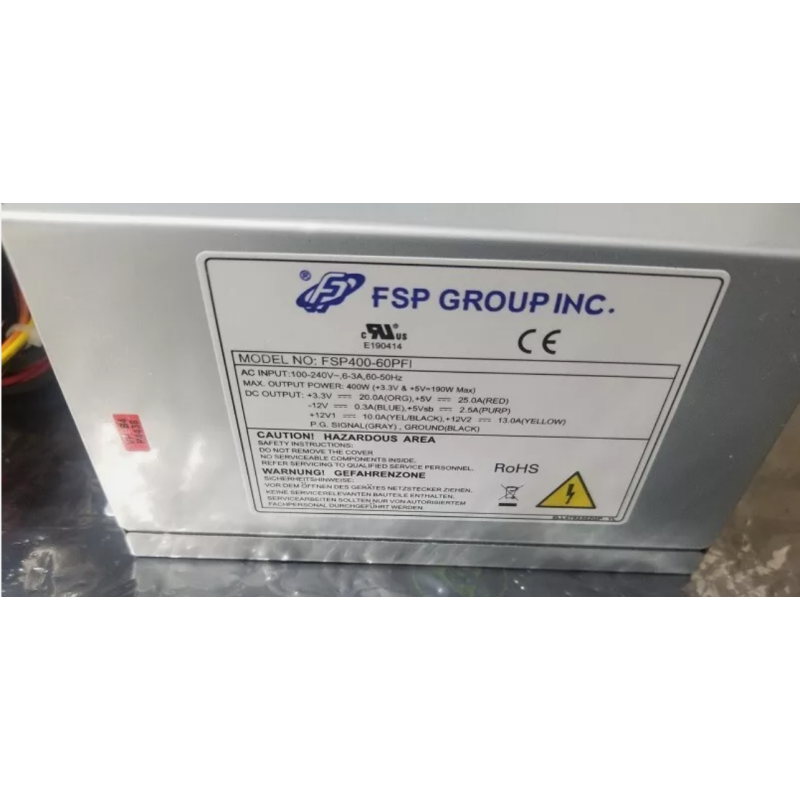 ® FSP GROUP INC.
c UL US
E190414
CE
MODEL NO: FSP400-60PFI
AC INPUT:100-240V~,6-3A,60-50Hz
MAX. OUTPUT POWER: 400W (+3.3V & +5V=190W Max)
DC OUTPUT: +3.3V ⎓ 20.0A(ORG),+5V ⎓ 25.0A(RED)
-12V ⎓ 0.3A(BLUE),+5Vsb ⎓ 2.5A(PURP)
+12V1 ⎓ 10.0A(YEL/BLACK),+12V2 ⎓ 13.0A(YELLOW)
P.G. SIGNAL(GRAY), GROUND(BLACK)
CAUTION! HAZARDOUS AREA
SAFETY INSTRUCTIONS:
DO NOT REMOVE THE COVER
NO SERVICEABLE COMPONENTS INSIDE.
REFER SERVICING TO QUALIFIED SERVICE PERSONNEL.
WARNUNG! GEFAHRENZONE
SICHERHEITSHINWEISE:
VOR DEM ÖFFNEN DES GERÄTES NETZSTECKER ZIEHEN.
KEINE SERVICERELEVANTEN BAUTEILE ENTHALTEN.
SERVICEARBEITEN SOLLTEN NUR VON AUTORISIERTEM
FACHPERSONAL DURCHGEFÜHRT WERDEN.
RoHS